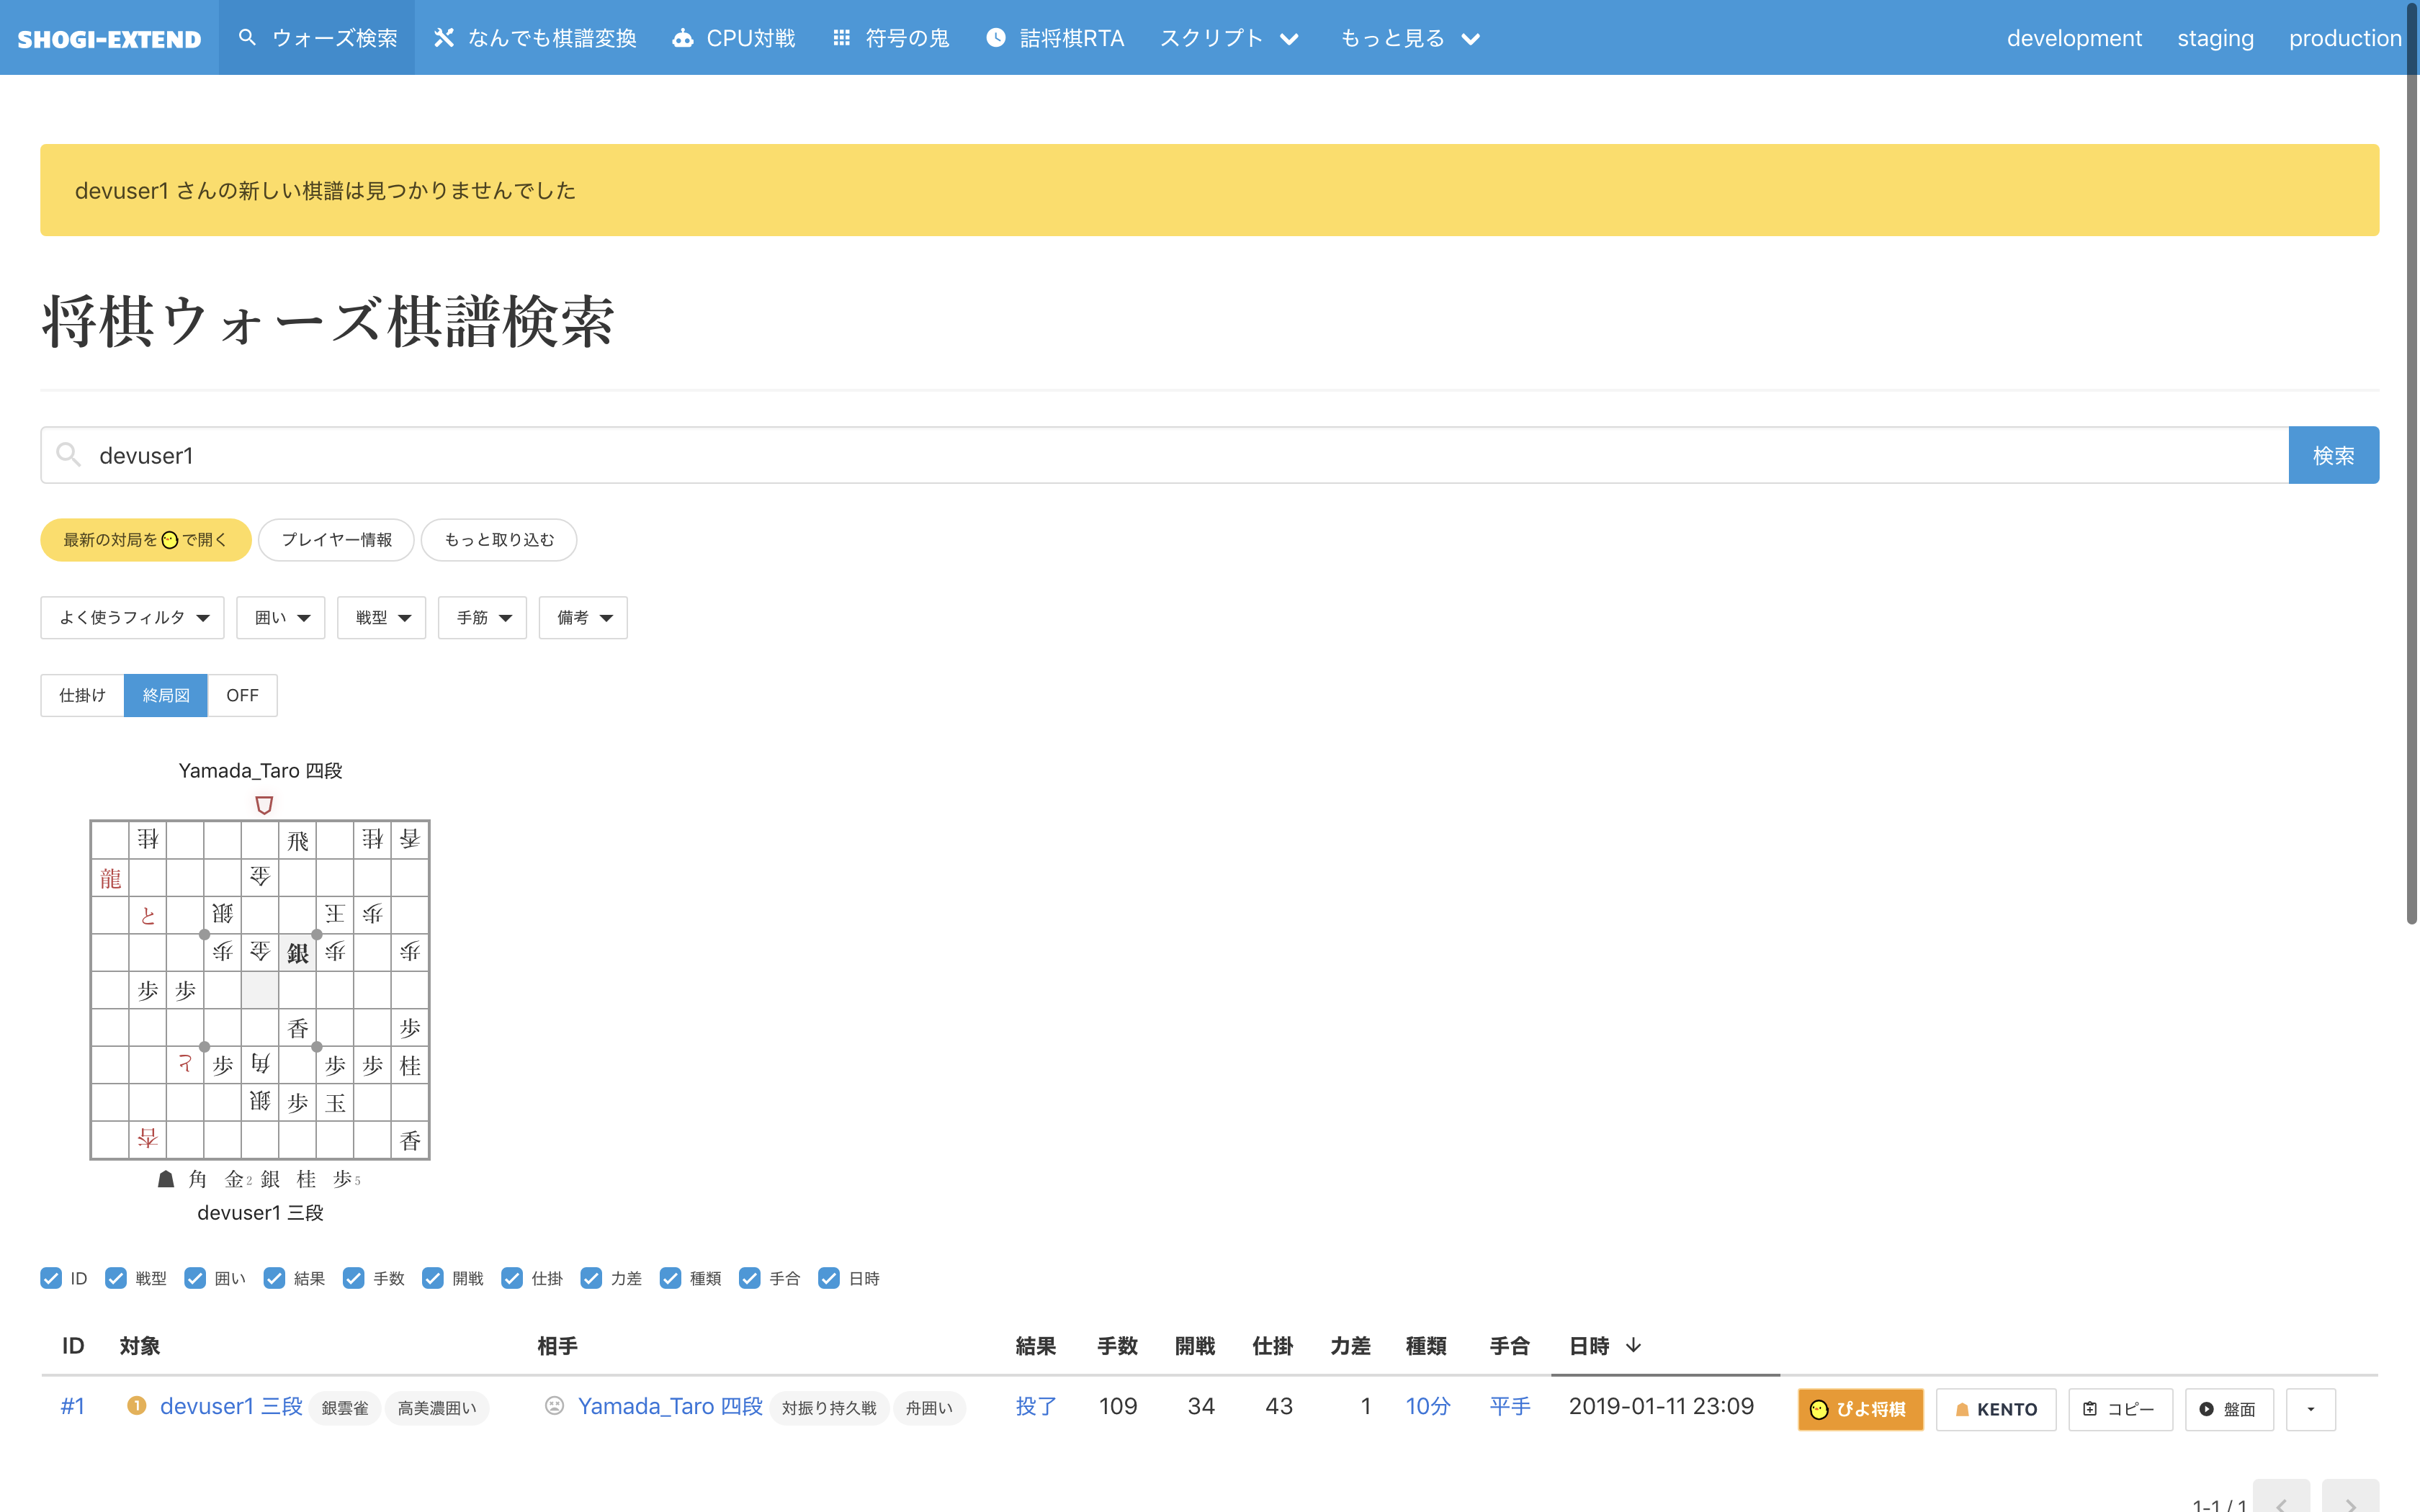 SHOGI-EXTEND ウォーズ検索 なんでも棋譜変換 CPU対戦 符号の鬼 詰将棋RTA スクリプト もっと見る development staging production
devuser1 さんの新しい棋譜は見つかりませんでした
将棋ウォーズ棋譜検索
devuser1 検索
最新の対局を で開く プレイヤー情報 もっと取り込む
よく使うフィルタ 囲い 戦型 手筋 備考
仕掛け 終局図 OFF
Yamada_Taro 四段
桂 飛 桂 香
龍 金
と 銀 王 歩
歩 金 銀 歩 歩
歩 歩
香 歩
と 歩 角 歩 歩 桂
銀 歩 玉
杏 香
角 金2 銀 桂 歩5
devuser1 三段
ID 戦型 囲い 結果 手数 開戦 仕掛 力差 種類 手合 日時
ID 対象 相手 結果 手数 開戦 仕掛 力差 種類 手合 日時
#1 1 devuser1 三段 銀雲雀 高美濃囲い Yamada_Taro 四段 対振り持久戦 舟囲い 投了 109 34 43 1 10分 平手 2019-01-11 23:09 ぴよ将棋 KENTO コピー 盤面
1-1 / 1